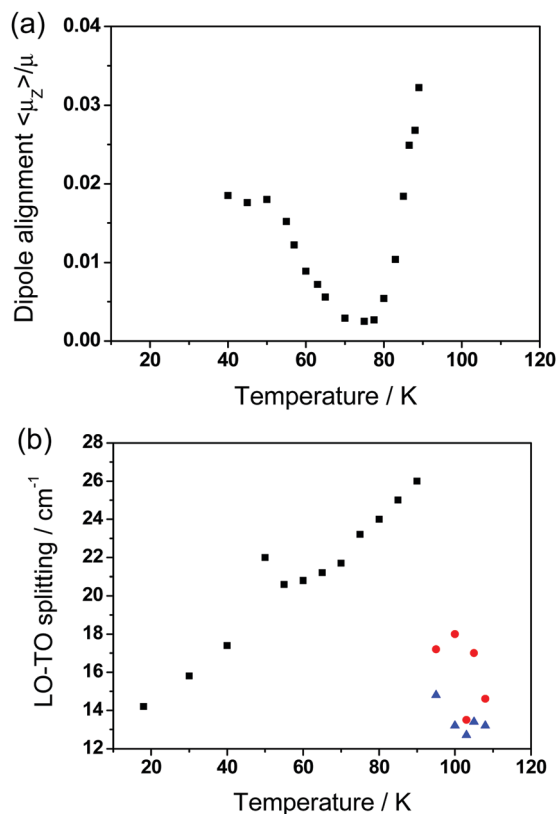 (a)
0.04
0.03
0.02
0.01
0.00
Dipole alignment <μZ>/μ
20 40 60 80 100 120
Temperature / K
(b)
28
26
24
22
20
18
16
14
12
LO-TO splitting / cm-1
20 40 60 80 100 120
Temperature / K